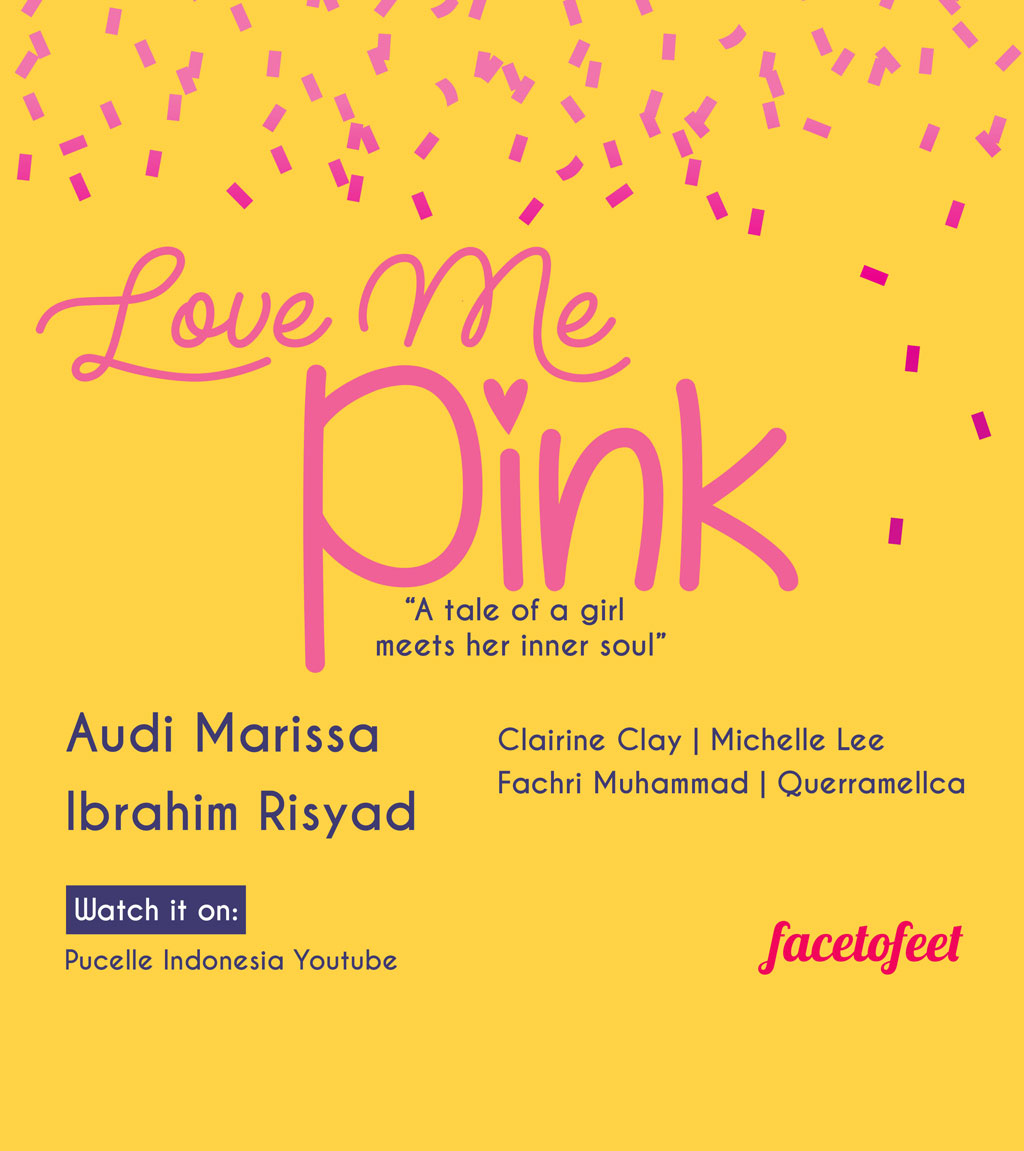 Love Me
Pink
“A tale of a girl
meets her inner soul”
Audi Marissa
Ibrahim Risyad
Clairine Clay | Michelle Lee
Fachri Muhammad | Querramellca
Watch it on:
Pucelle Indonesia Youtube
facetofeet